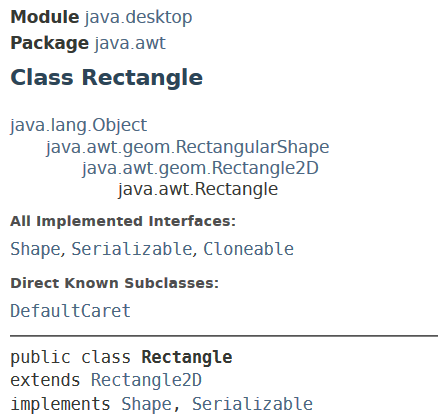 Module java.desktop
Package java.awt
Class Rectangle
java.lang.Object
java.awt.geom.RectangularShape
java.awt.geom.Rectangle2D
java.awt.Rectangle
All Implemented Interfaces:
Shape, Serializable, Cloneable
Direct Known Subclasses:
DefaultCaret
public class Rectangle
extends Rectangle2D
implements Shape, Serializable